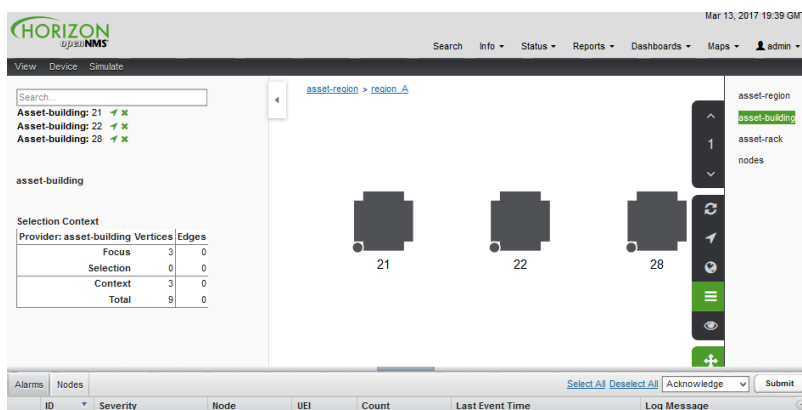 Mar 13, 2017 19:39 GMT
HORIZON
openNMS
Search Info Status Reports Dashboards Maps admin
View Device Simulate
Search...
Asset-building: 21
Asset-building: 22
Asset-building: 28
asset-building
Selection Context
Provider: asset-building Vertices Edges
Focus 3 0
Selection 0 0
Context 3 0
Total 9 0
asset-region > region_A
21 22 28
1
asset-region
asset-building
asset-rack
nodes
Alarms Nodes
Select All Deselect All Acknowledge Submit
ID Severity Node UEI Count Last Event Time Log Message